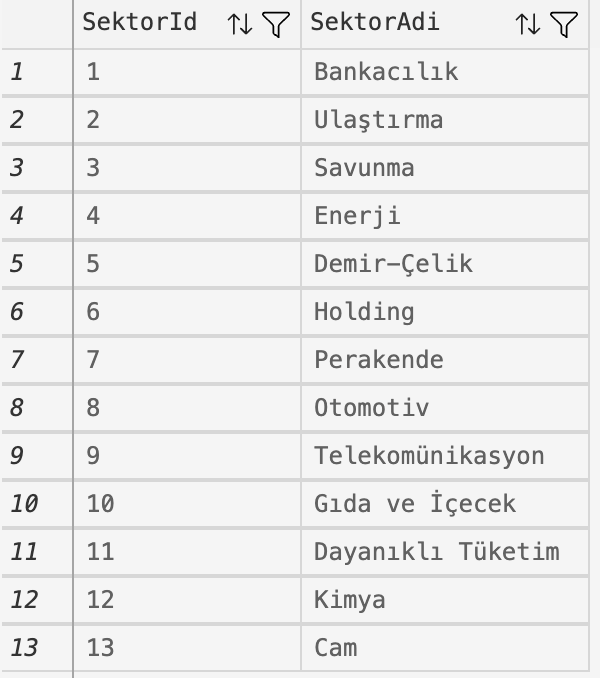 SektorId SektorAdi
1 1 Bankacılık
2 2 Ulaştırma
3 3 Savunma
4 4 Enerji
5 5 Demir-Çelik
6 6 Holding
7 7 Perakende
8 8 Otomotiv
9 9 Telekomünikasyon
10 10 Gıda ve İçecek
11 11 Dayanıklı Tüketim
12 12 Kimya
13 13 Cam